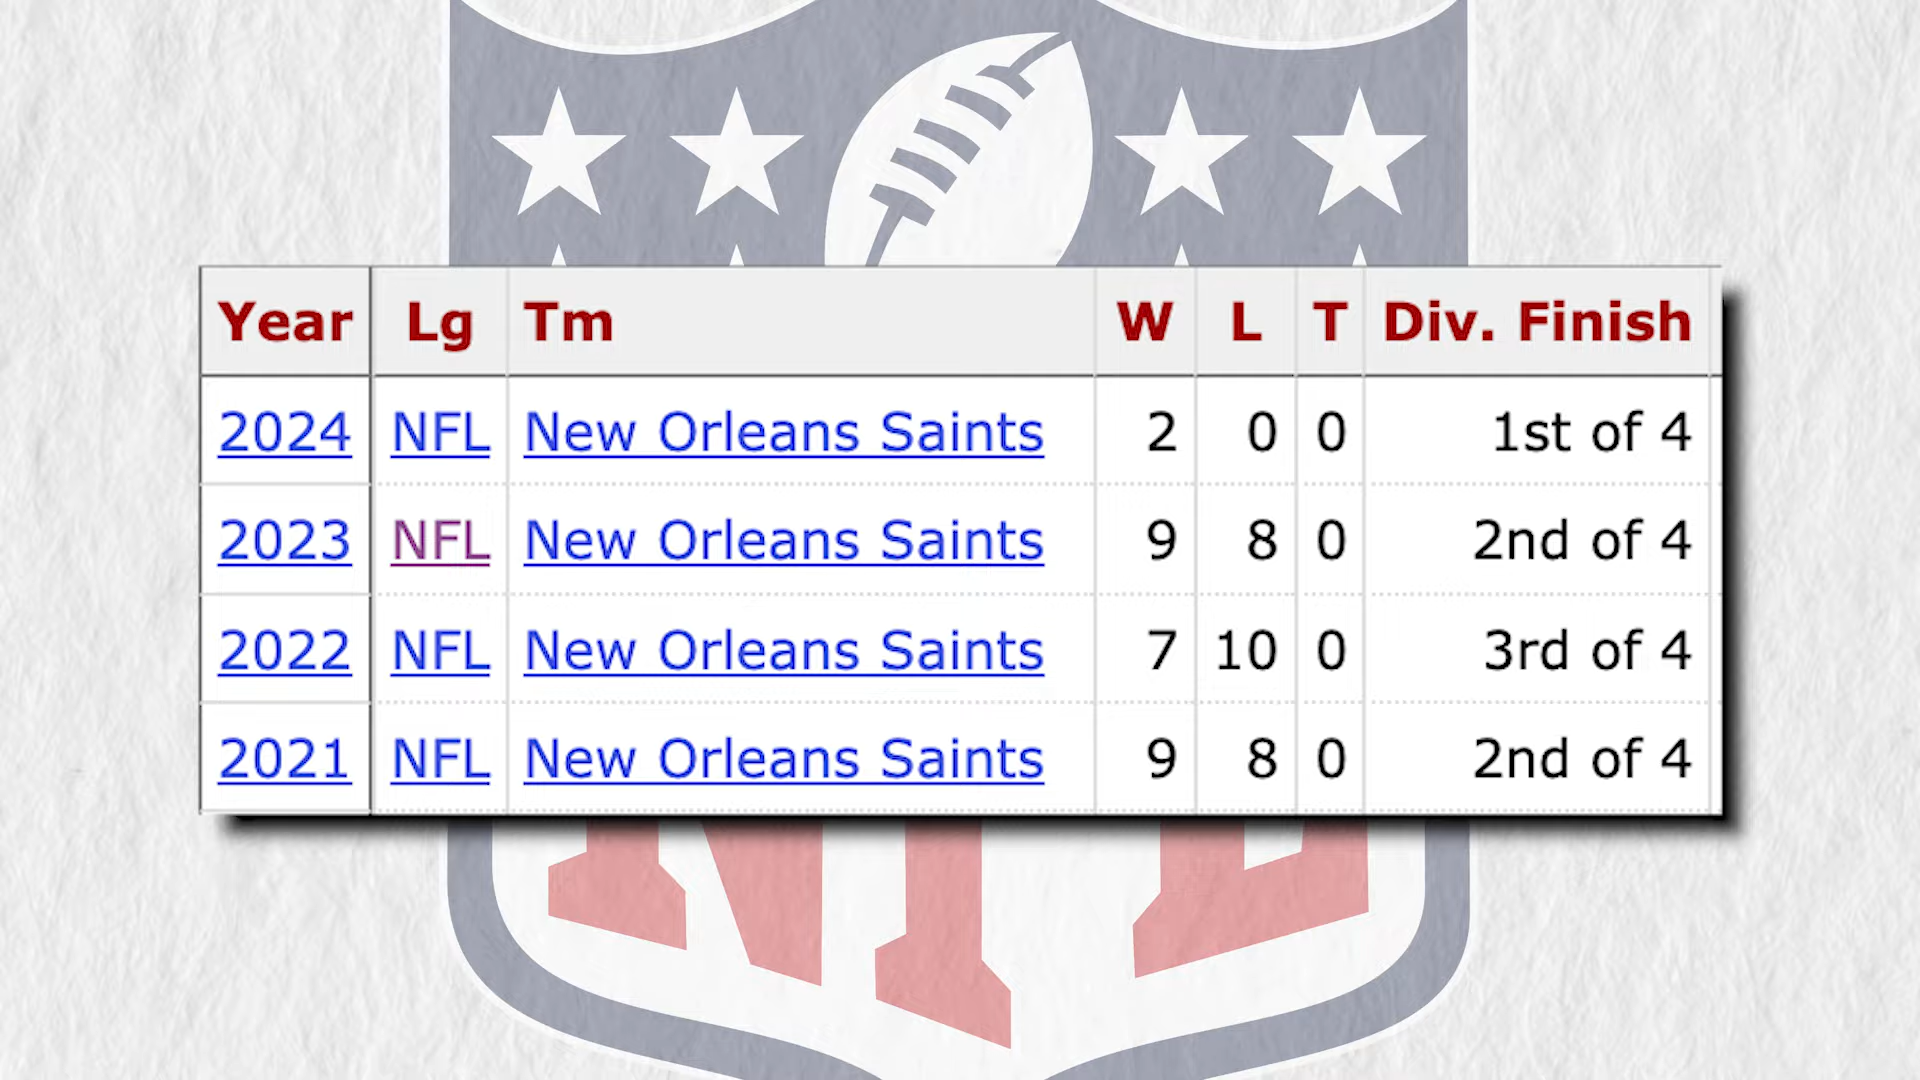 Year Lg Tm W L T Div. Finish
2024 NFL New Orleans Saints 2 0 0 1st of 4
2023 NFL New Orleans Saints 9 8 0 2nd of 4
2022 NFL New Orleans Saints 7 10 0 3rd of 4
2021 NFL New Orleans Saints 9 8 0 2nd of 4
NFL